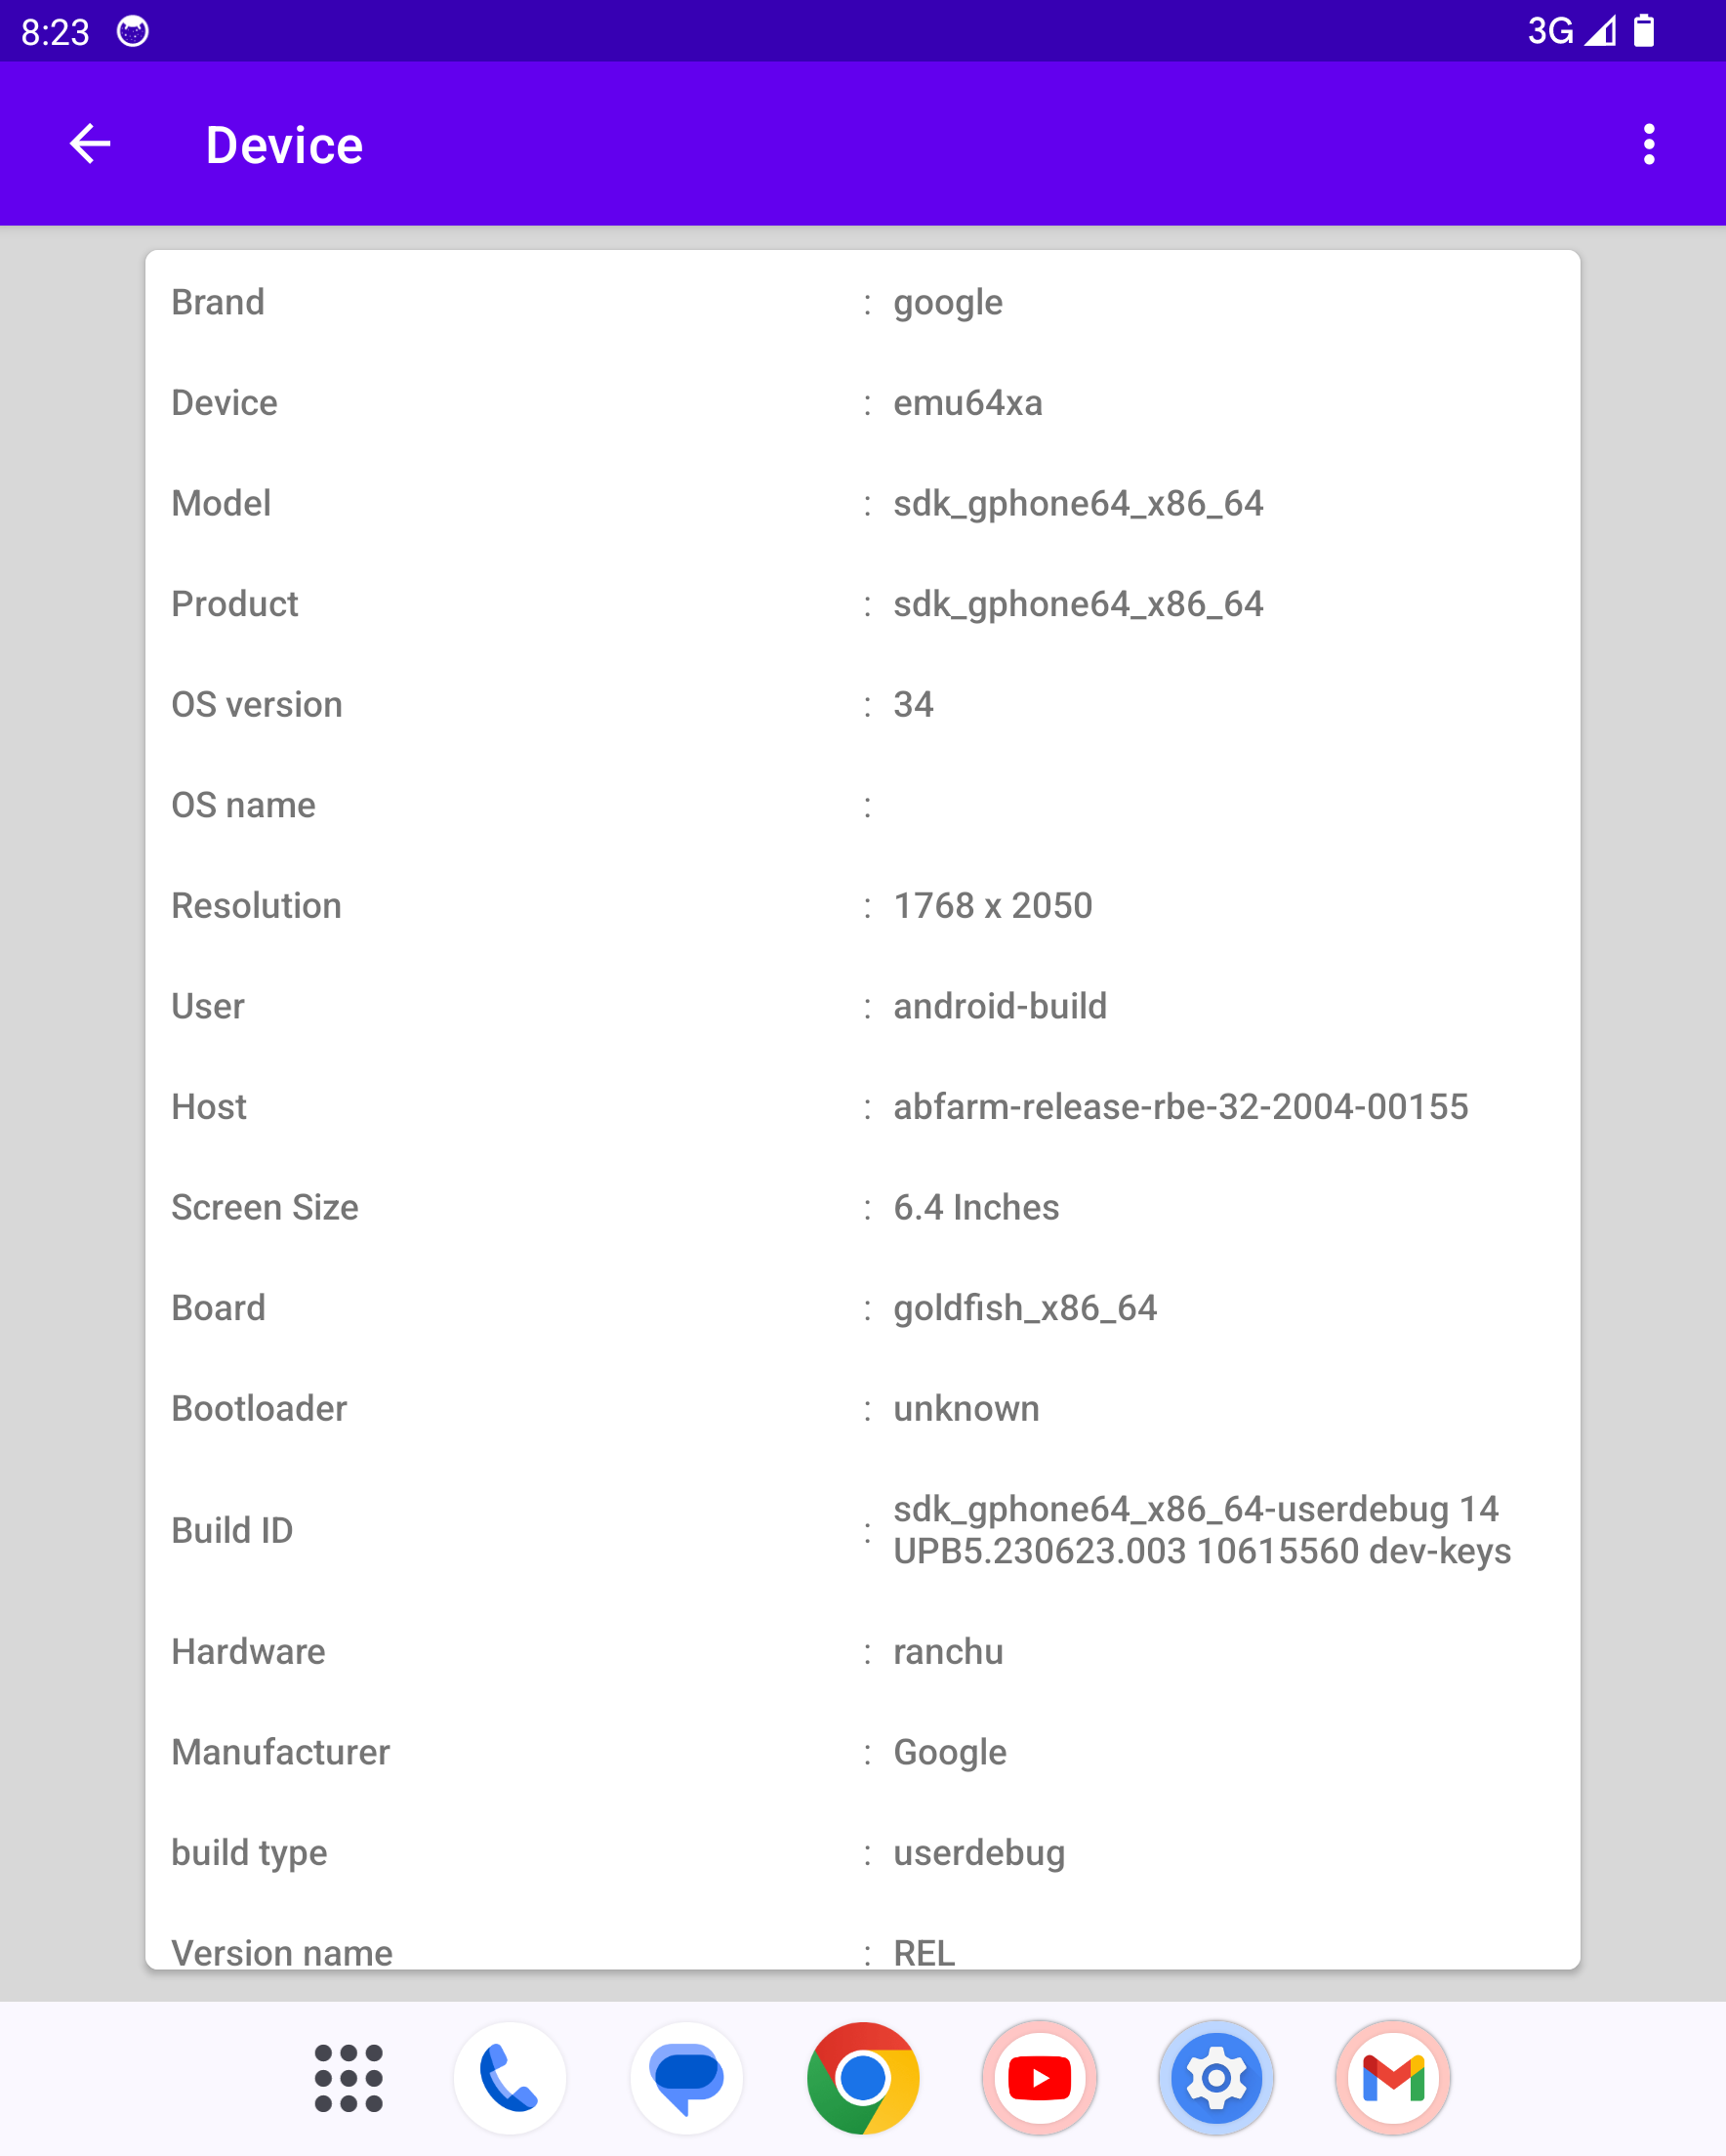 8:23 3G
Device
Brand : google
Device : emu64xa
Model : sdk_gphone64_x86_64
Product : sdk_gphone64_x86_64
OS version : 34
OS name :
Resolution : 1768 x 2050
User : android-build
Host : abfarm-release-rbe-32-2004-00155
Screen Size : 6.4 Inches
Board : goldfish_x86_64
Bootloader : unknown
Build ID : sdk_gphone64_x86_64-userdebug 14
UPB5.230623.003 10615560 dev-keys
Hardware : ranchu
Manufacturer : Google
build type : userdebug
Version name : REL